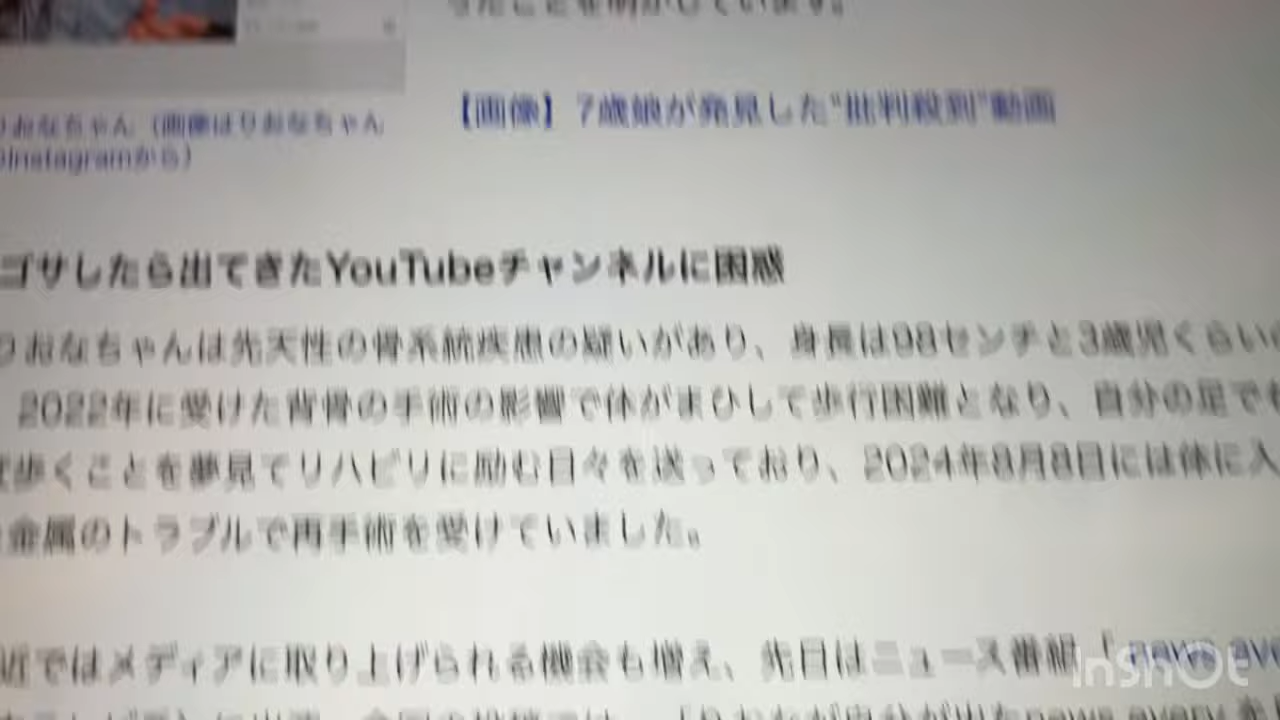 【画像】7歳娘が発見した“批判殺到”動画
りおなちゃん（画像はりおなちゃん
Instagramから）
ゴサしたら出てきたYouTubeチャンネルに困惑
りおなちゃんは先天性の骨系統疾患の疑いがあり、身長は98センチと3歳児くらい
2022年に受けた背骨の手術の影響で体がまひして歩行困難となり、自分の足で
歩くことを夢見てリハビリに励む日々を送っており、2024年8月8日には体に入
金属のトラブルで再手術を受けていました。
近ではメディアに取り上げられる機会も増え、先日はニュース番組「news eve
InShOt